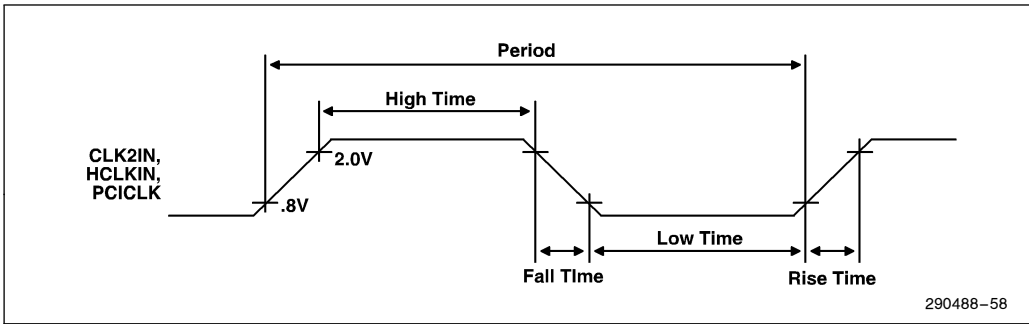 Period
High Time
CLK2IN,
HCLKIN,
PCICLK
2.0V
.8V
Low Time
Fall TIme
Rise Time
290488–58